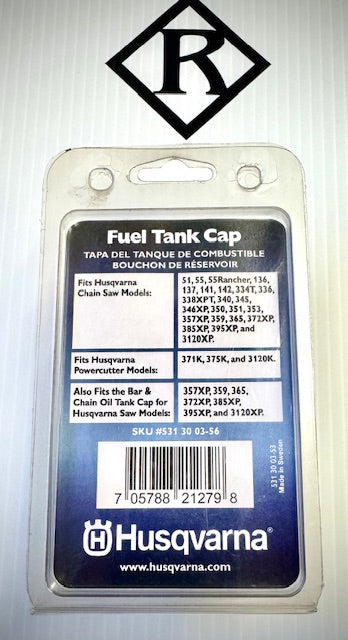 R
Fuel Tank Cap
TAPA DEL TANQUE DE COMBUSTIBLE
BOUCHON DE RÉSERVOIR
Fits Husqvarna
Chain Saw Models:
51, 55, 55Rancher, 136,
137, 141, 142, 334T, 336,
338XPT, 340, 345,
346XP, 350, 351, 353,
357XP, 359, 365, 372XP,
385XP, 395XP, and
3120XP.
Fits Husqvarna
Powercutter Models:
371K, 375K, and 3120K.
Also Fits the Bar &
Chain Oil Tank Cap for
Husqvarna Saw Models:
357XP, 359, 365,
372XP, 385XP,
395XP, and 3120XP.
SKU #531 30 03-56
7 05788 21279 8
531 30 03-53
Made in Sweden
H Husqvarna®
www.husqvarna.com